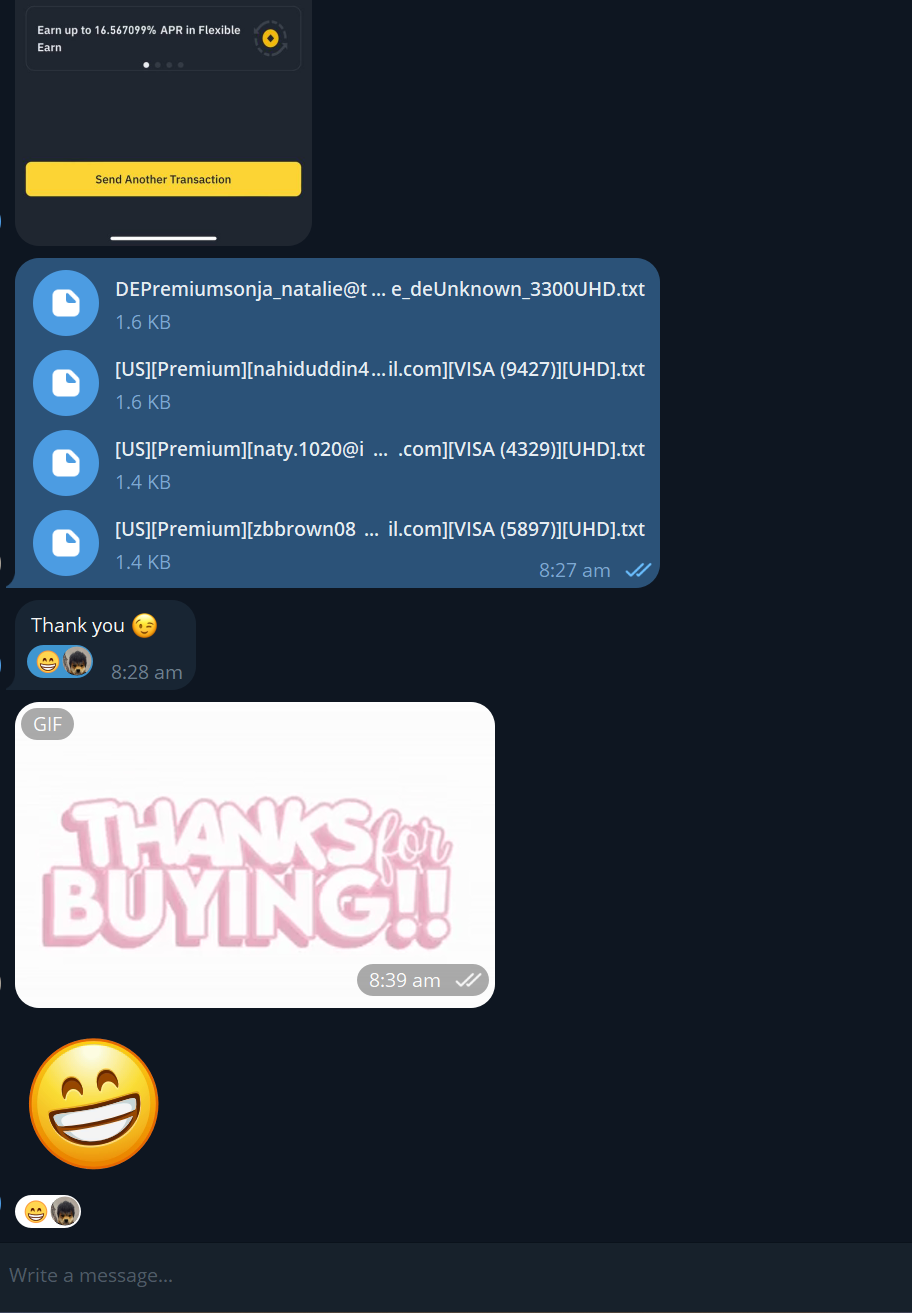 Earn up to 16.567099% APR in Flexible
Earn
Send Another Transaction
DEPremiumsonja_natalie@t ... e_deUnknown_3300UHD.txt
1.6 KB
[US][Premium][nahiduddin4...il.com][VISA (9427)][UHD].txt
1.6 KB
[US][Premium][naty.1020@i ... .com][VISA (4329)][UHD].txt
1.4 KB
[US][Premium][zbbrown08 ... il.com][VISA (5897)][UHD].txt
1.4 KB
8:27 am
Thank you 😉
8:28 am
GIF
THANKS for
BUYING!!
8:39 am
Write a message...